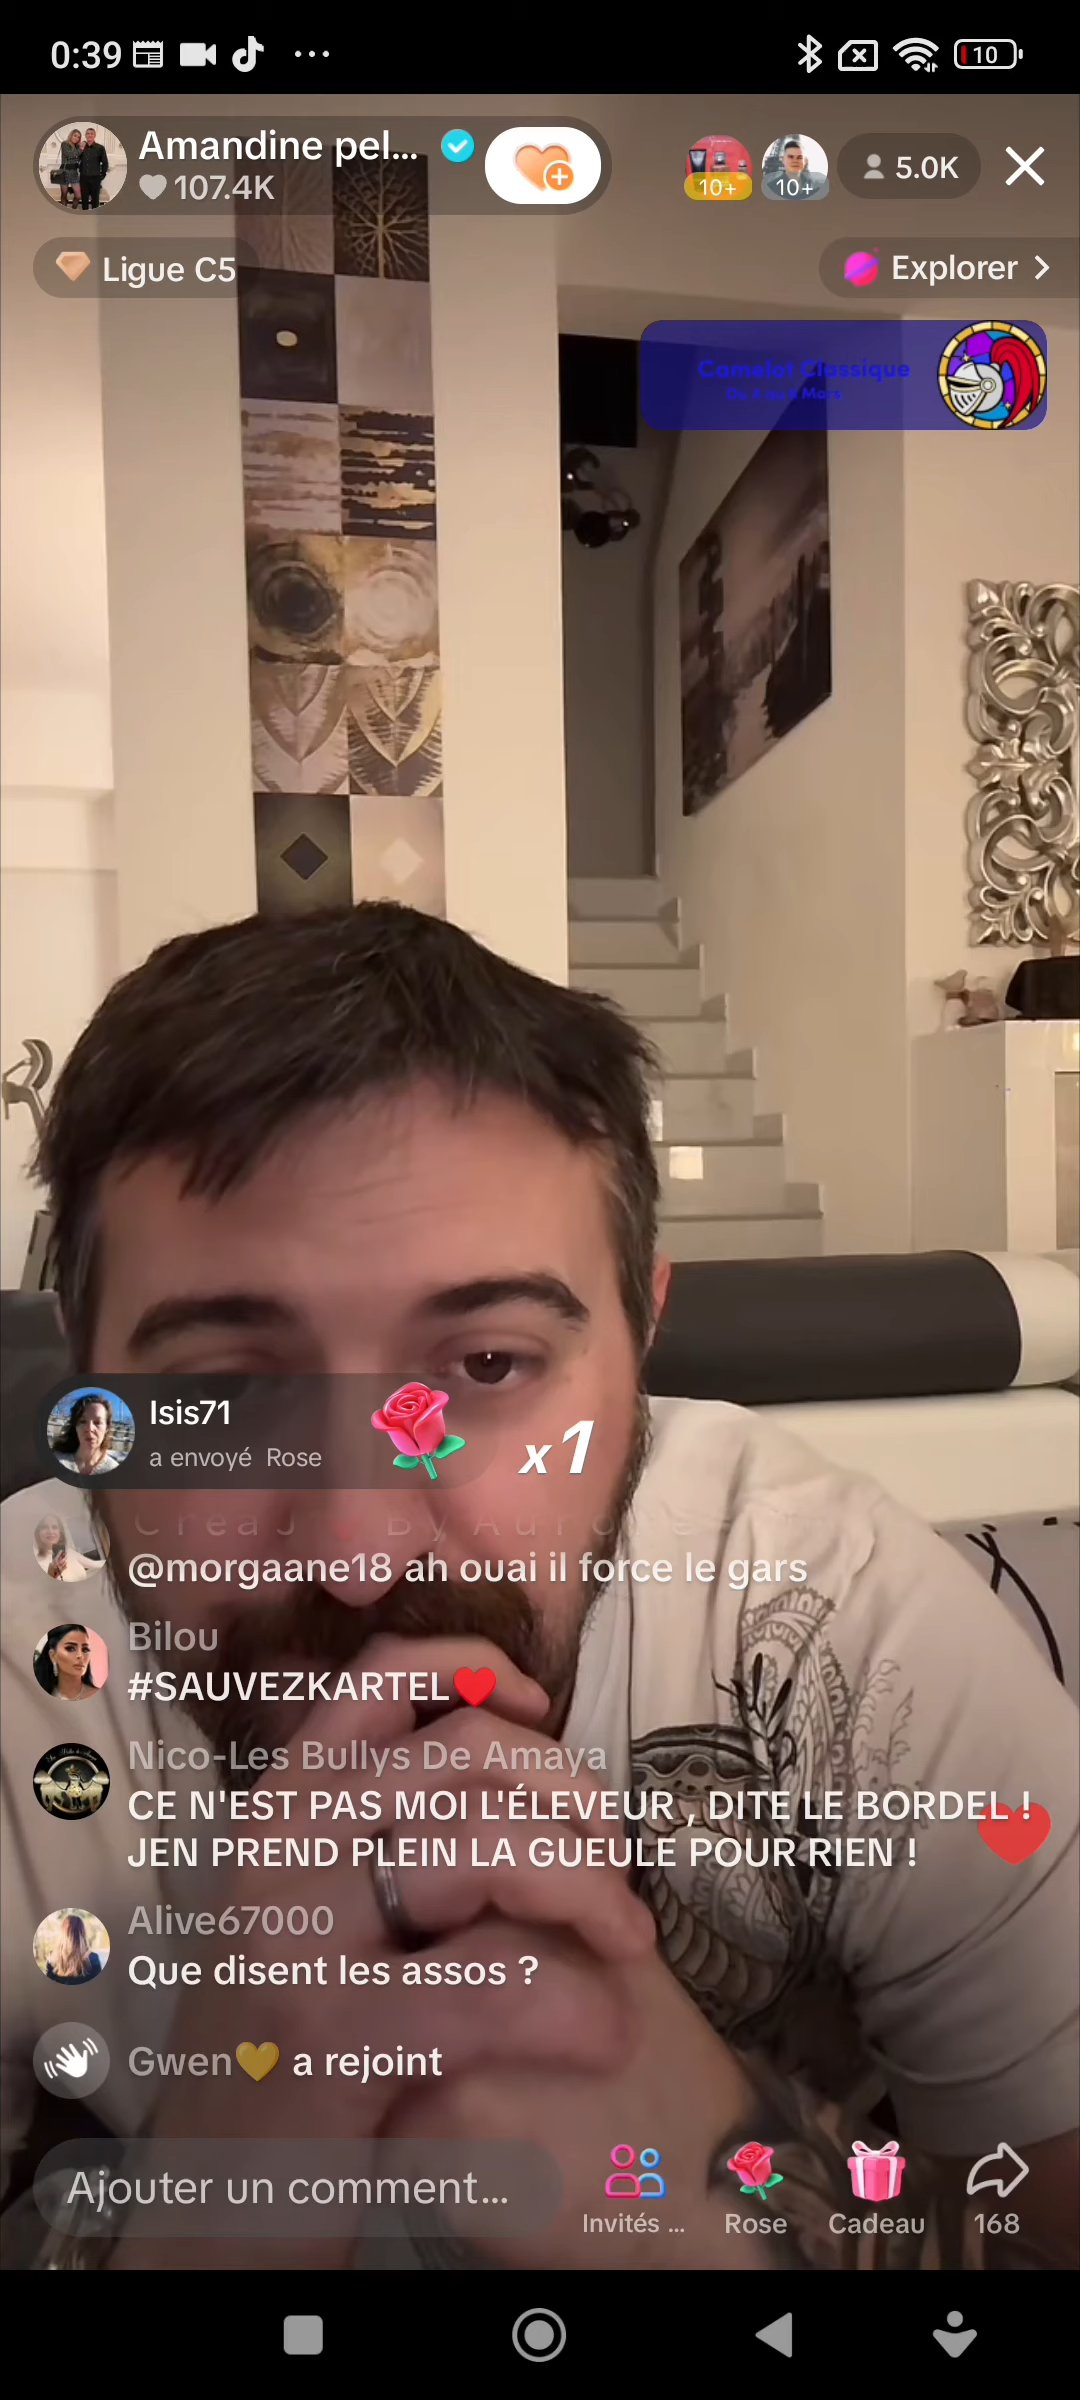 0:39
10
Amandine pel...
107.4K
10+
10+
5.0K
Ligue C5
Explorer
Camelot Classique
Isis71
a envoyé Rose
x1
@morgaane18 ah ouai il force le gars
Bilou
#SAUVEZKARTEL❤️
Nico-Les Bullys De Amaya
CE N'EST PAS MOI L'ÉLEVEUR , DITE LE BORDEL !
JEN PREND PLEIN LA GUEULE POUR RIEN !
Alive67000
Que disent les assos ?
Gwen💛 a rejoint
Ajouter un comment...
Invités ...
Rose
Cadeau
168